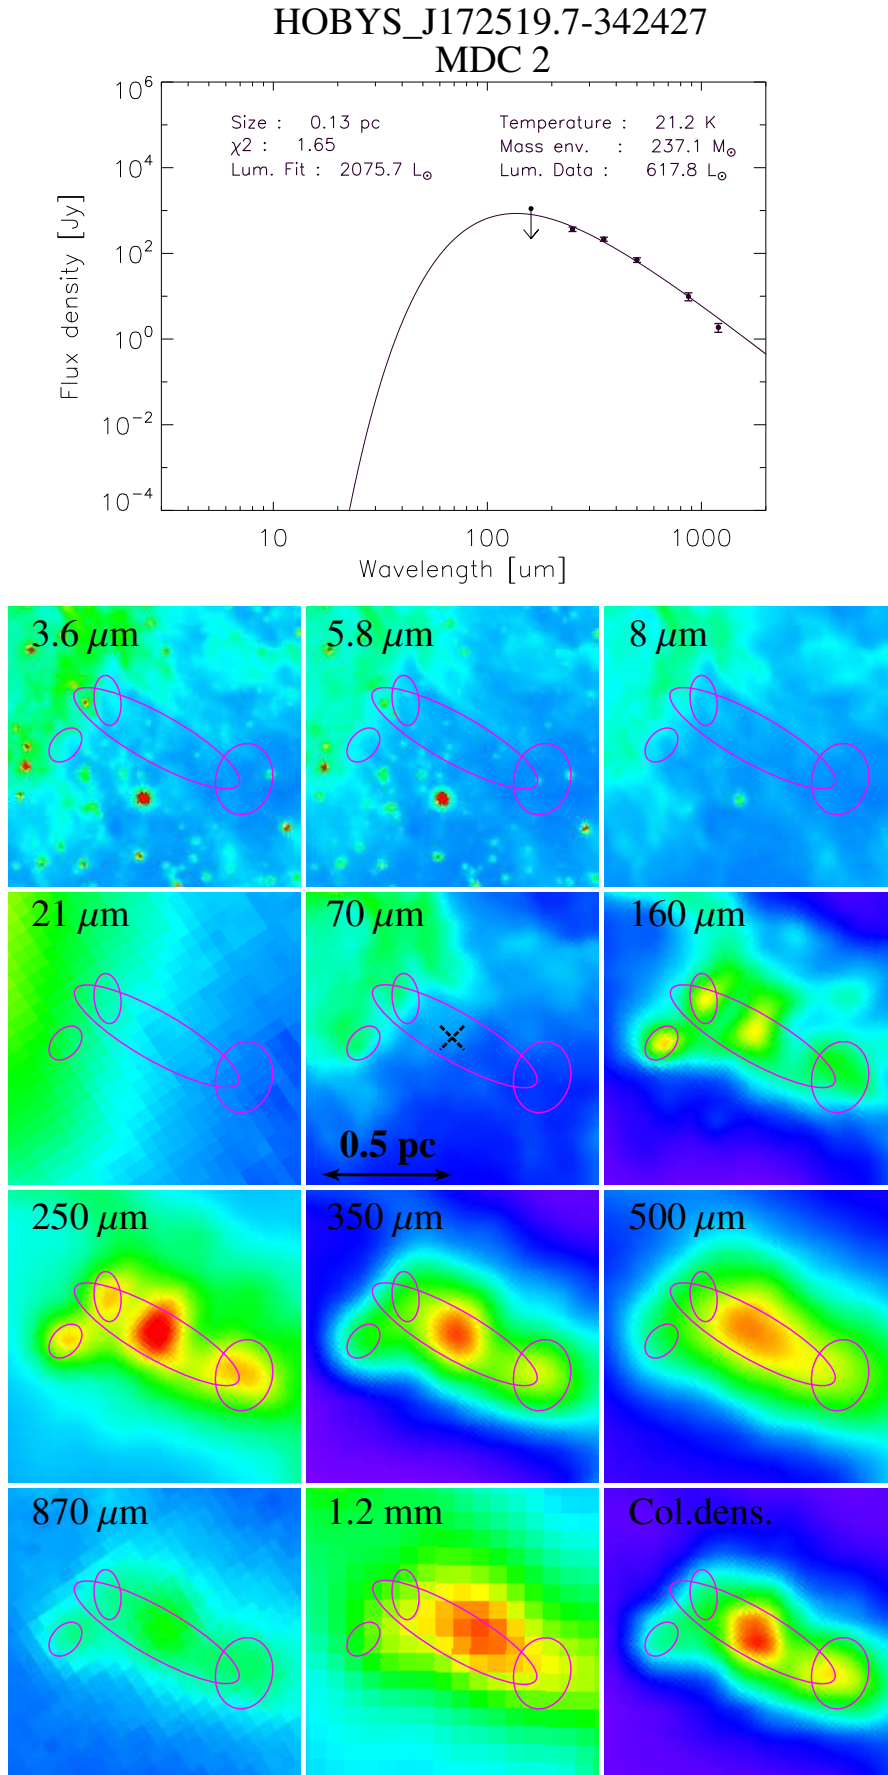 HOBYS_J172519.7-342427
MDC 2
Size :   0.13 pc
Temperature :   21.2 K
χ2 :   1.65
Mass env.   :   237.1 M⊙
Lum. Fit :  2075.7 L⊙
Lum. Data :    617.8 L⊙
10^6
10^4
10^2
10^0
10^-2
10^-4
Flux density [Jy]
10
100
1000
Wavelength [um]
3.6 μm
5.8 μm
8 μm
21 μm
70 μm
160 μm
0.5 pc
250 μm
350 μm
500 μm
870 μm
1.2 mm
Col.dens.